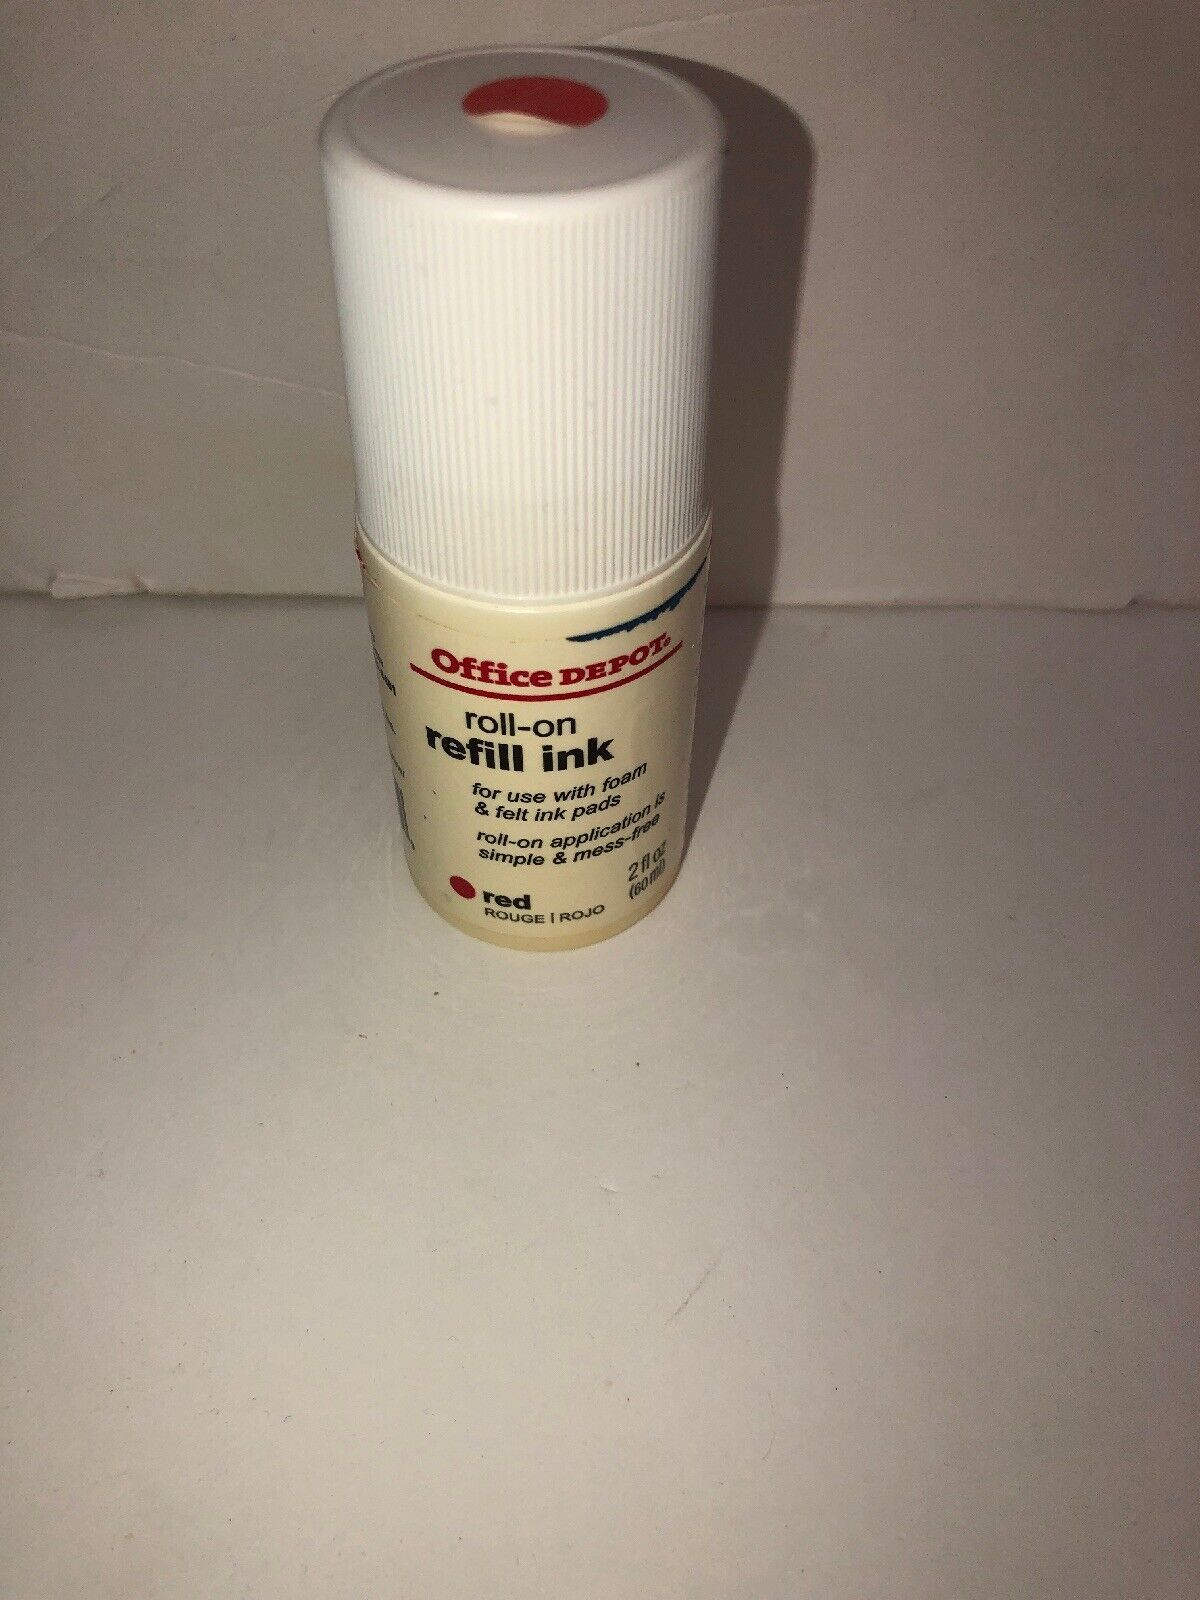 Office DEPOT®
roll-on
refill ink
for use with foam
& felt ink pads
roll-on application is
simple & mess-free
2 fl oz
(60 ml)
red
ROUGE | ROJO